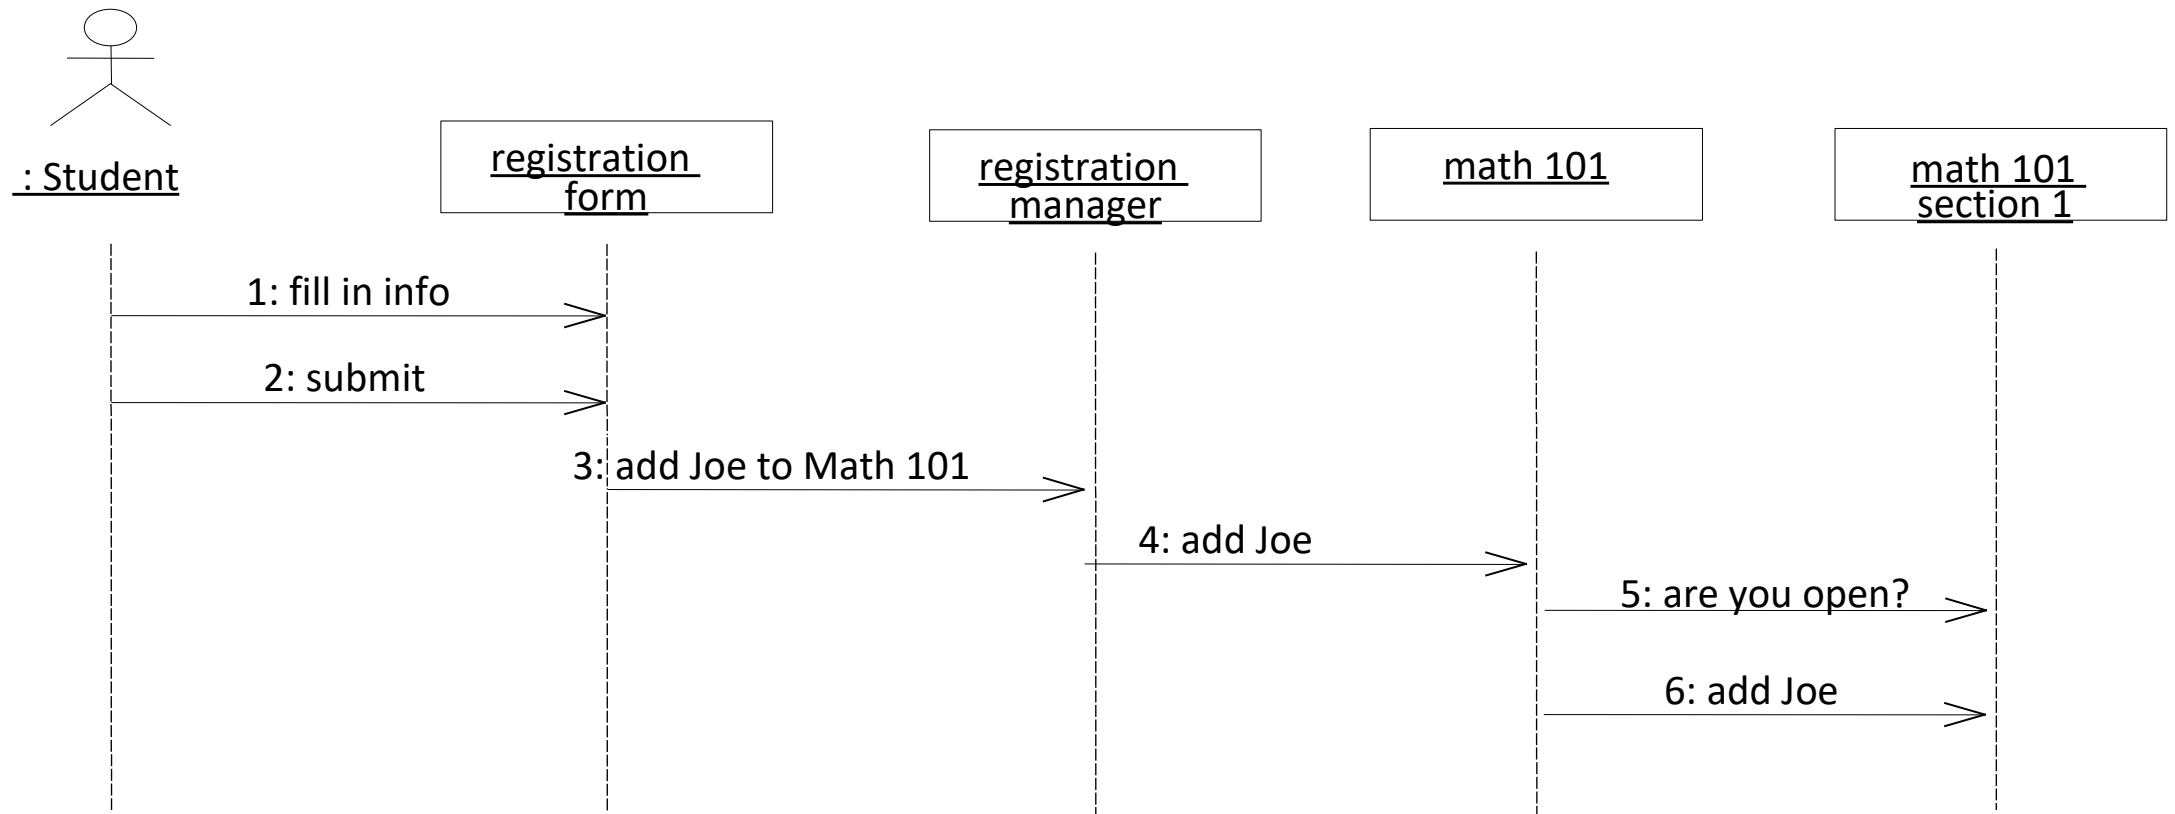 : Student
registration
form
registration
manager
math 101
math 101
section 1
1: fill in info
2: submit
3: add Joe to Math 101
4: add Joe
5: are you open?
6: add Joe